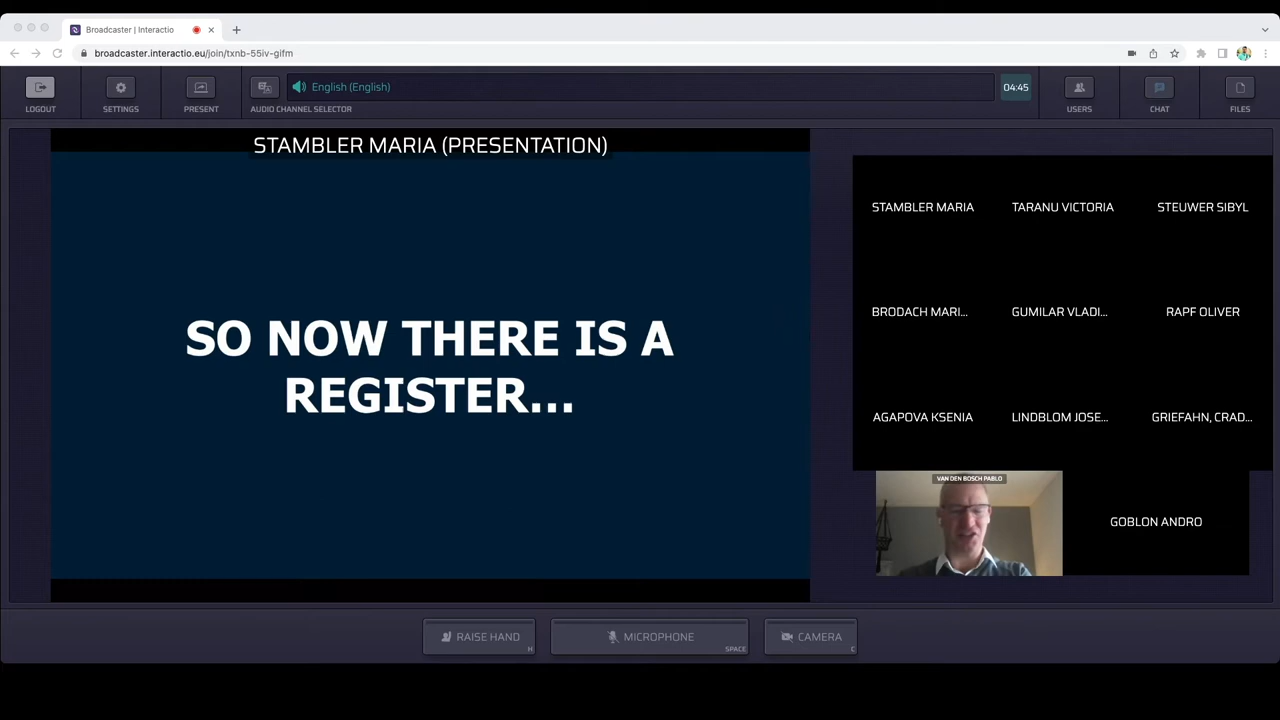 Broadcaster | Interactio
broadcaster.interactio.eu/join/txnb-55iv-gifm
LOGOUT
SETTINGS
PRESENT
AUDIO CHANNEL SELECTOR
English (English)
04:45
USERS
CHAT
FILES
STAMBLER MARIA (PRESENTATION)
SO NOW THERE IS A
REGISTER...
STAMBLER MARIA
TARANU VICTORIA
STEUWER SIBYL
BRODACH MARI...
GUMILAR VLADI...
RAPF OLIVER
AGAPOVA KSENIA
LINDBLOM JOSE...
GRIEFAHN, CRAD...
VAN DEN BOSCH PABLO
GOBLON ANDRO
RAISE HAND
H
MICROPHONE
SPACE
CAMERA
C